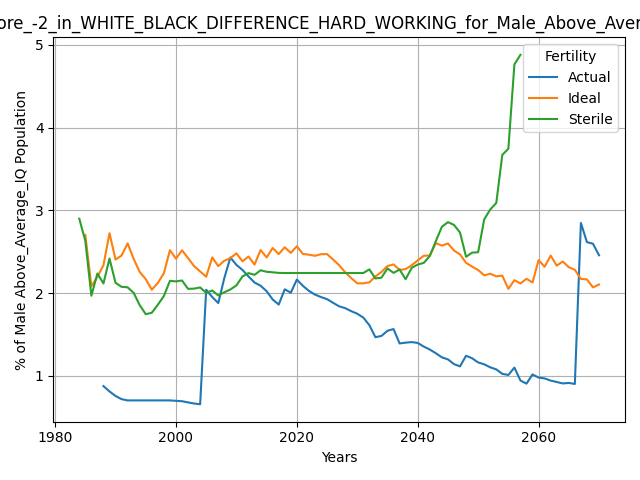 ore_-2_in_WHITE_BLACK_DIFFERENCE_HARD_WORKING_for_Male_Above_Aver
Fertility
Actual
Ideal
Sterile
% of Male Above_Average_IQ Population
5
4
3
2
1
1980
2000
2020
2040
2060
Years